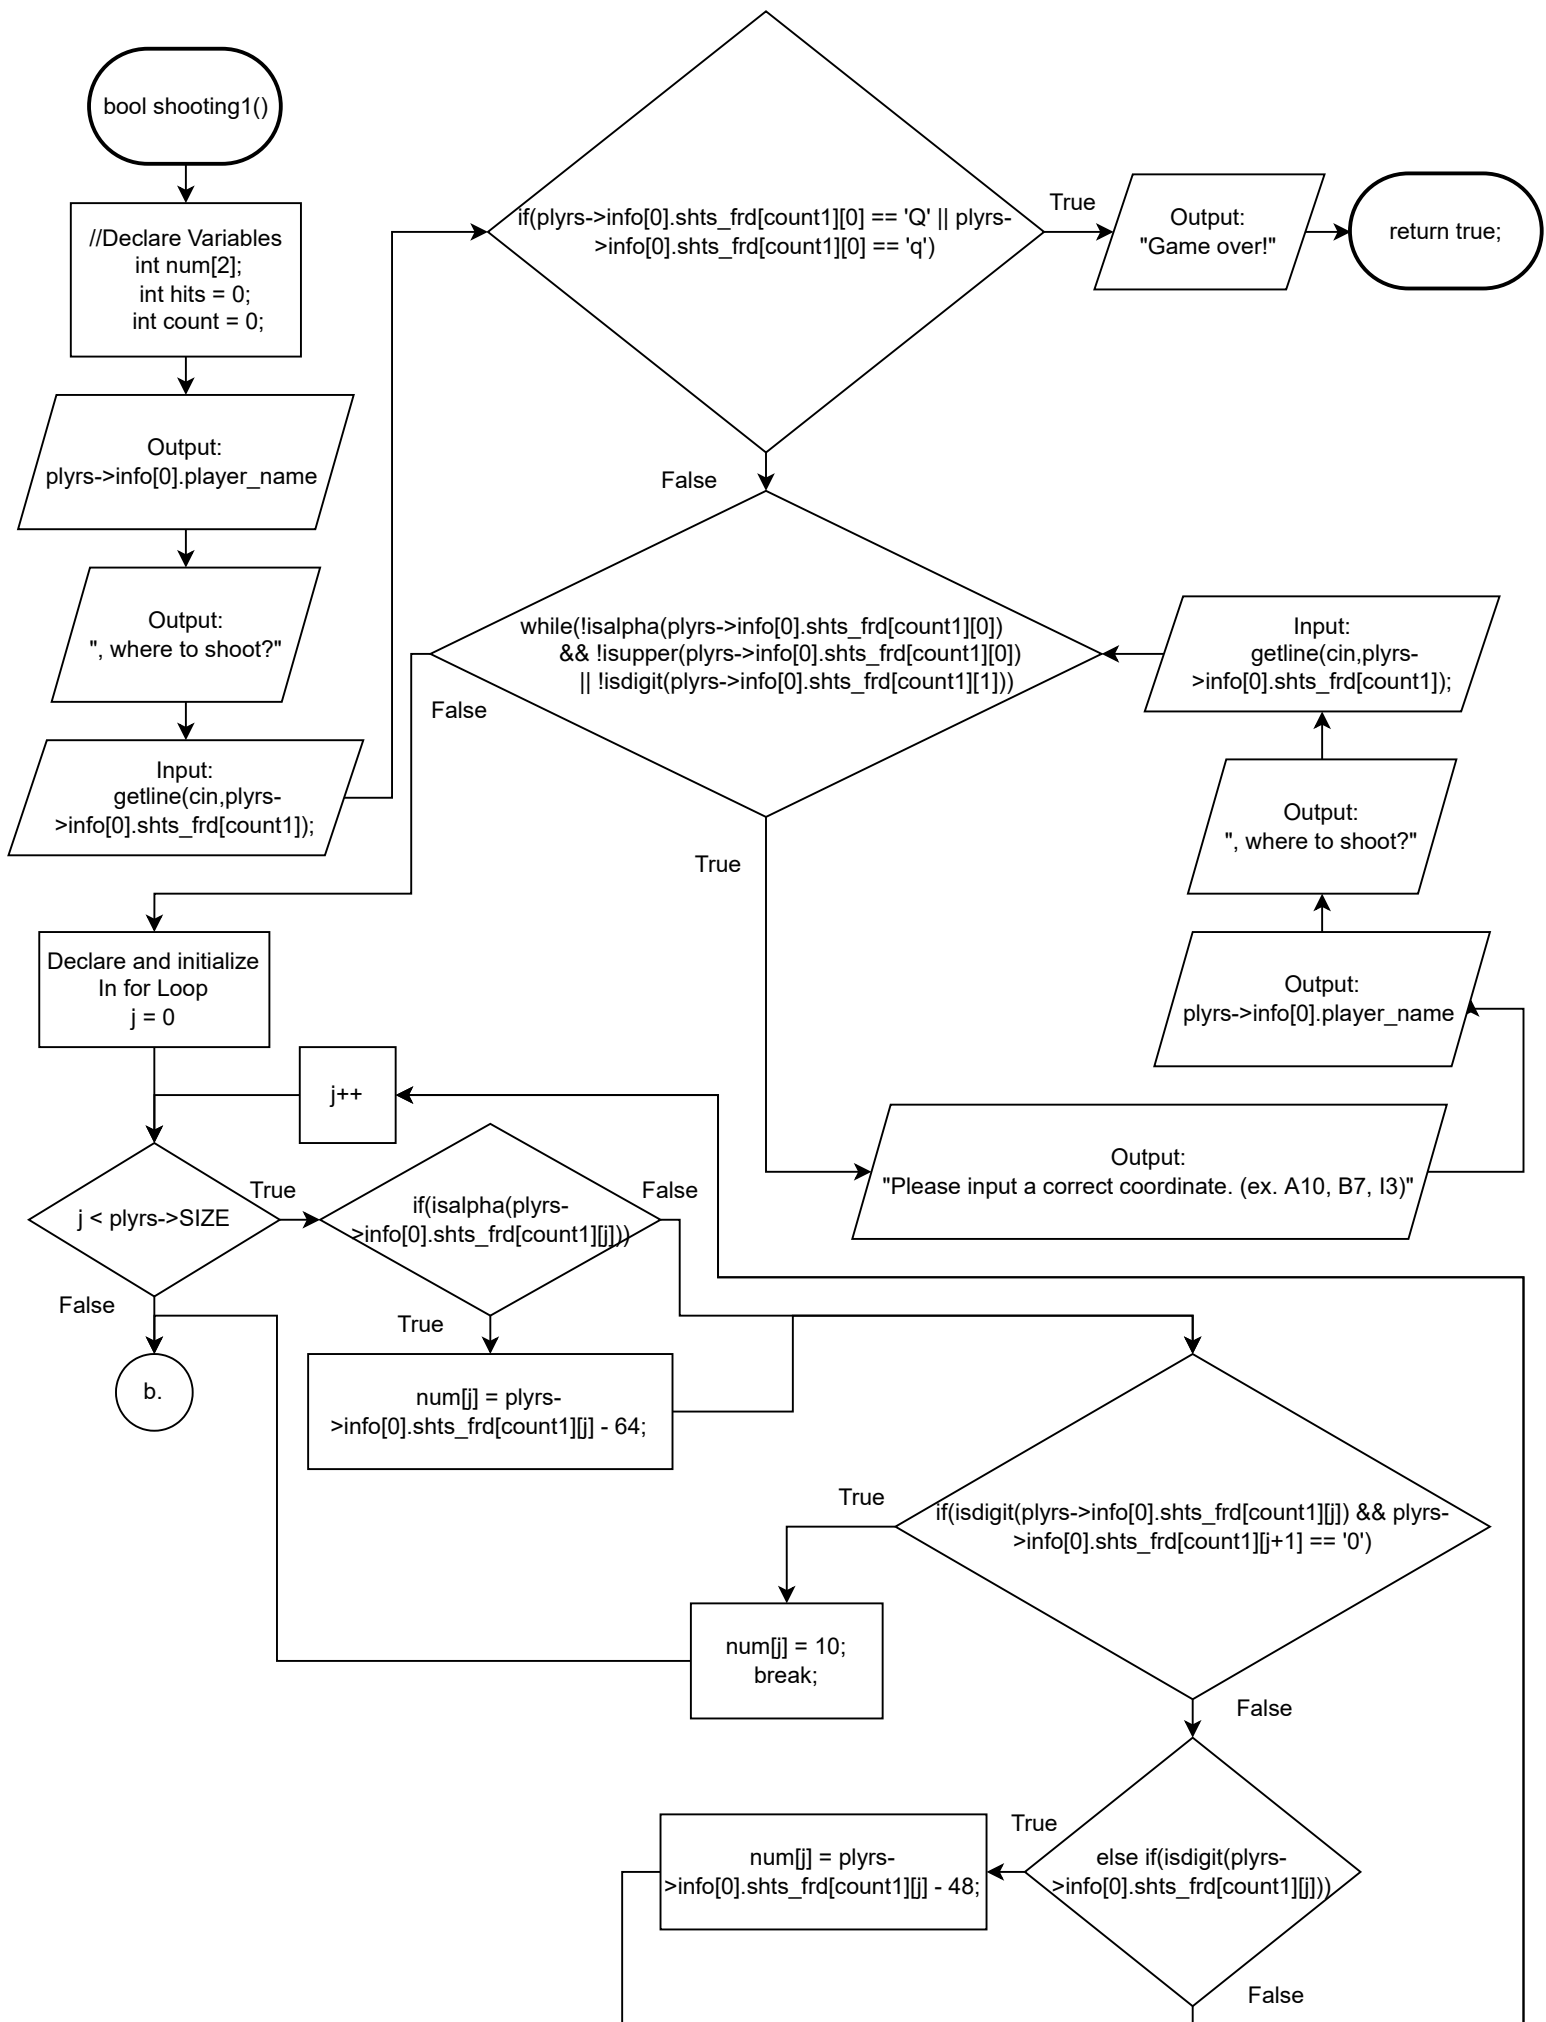 bool shooting1()
//Declare Variables
int num[2];
int hits = 0;
int count = 0;
Output:
plyrs->info[0].player_name
Output:
", where to shoot?"
Input:
getline(cin,plyrs-
>info[0].shts_frd[count1]);
if(plyrs->info[0].shts_frd[count1][0] == 'Q' || plyrs-
>info[0].shts_frd[count1][0] == 'q')
True
Output:
"Game over!"
return true;
False
while(!isalpha(plyrs->info[0].shts_frd[count1][0])
&& !isupper(plyrs->info[0].shts_frd[count1][0])
|| !isdigit(plyrs->info[0].shts_frd[count1][1]))
False
True
Input:
getline(cin,plyrs-
>info[0].shts_frd[count1]);
Output:
", where to shoot?"
Output:
plyrs->info[0].player_name
Output:
"Please input a correct coordinate. (ex. A10, B7, I3)"
Declare and initialize
In for Loop
j = 0
j++
j < plyrs->SIZE
True
False
b.
if(isalpha(plyrs-
>info[0].shts_frd[count1][j]))
False
True
num[j] = plyrs-
>info[0].shts_frd[count1][j] - 64;
if(isdigit(plyrs->info[0].shts_frd[count1][j]) && plyrs-
>info[0].shts_frd[count1][j+1] == '0')
True
num[j] = 10;
break;
False
else if(isdigit(plyrs-
>info[0].shts_frd[count1][j]))
True
num[j] = plyrs-
>info[0].shts_frd[count1][j] - 48;
False